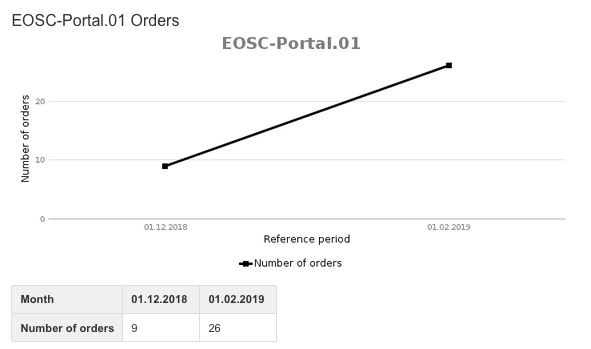 EOSC-Portal.01 Orders
EOSC-Portal.01
Number of orders
20
10
0
01.12.2018 01.02.2019
Reference period
Number of orders
Month 01.12.2018 01.02.2019
Number of orders 9 26